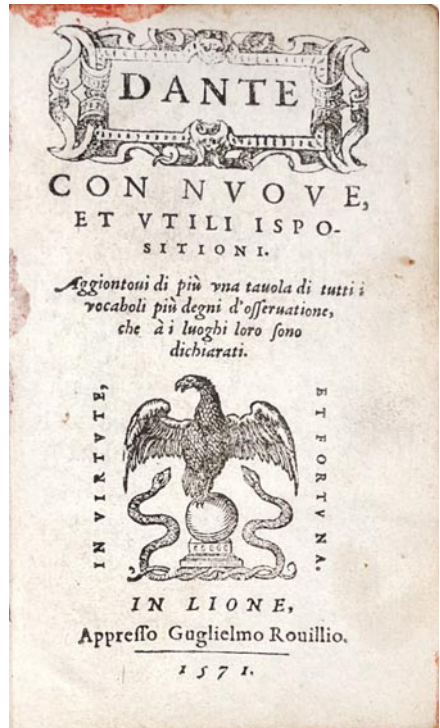 DANTE
CON NVOVE,
ET VTILI ISPO-
SITIONI.
Aggiontoui di più vna tauola di tutti i
vocaboli più degni d'osseruatione,
che à i luoghi loro sono
dichiarati.
IN VIRTVTE,
ET FORTVNA.
IN LIONE,
Appresso Guglielmo Rouillio.
1571.